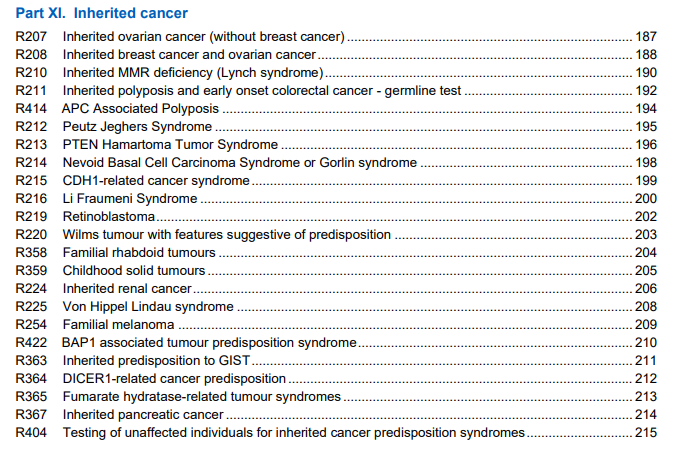 Part XI. Inherited cancer
R207 Inherited ovarian cancer (without breast cancer) 187
R208 Inherited breast cancer and ovarian cancer 188
R210 Inherited MMR deficiency (Lynch syndrome) 190
R211 Inherited polyposis and early onset colorectal cancer - germline test 192
R414 APC Associated Polyposis 194
R212 Peutz Jeghers Syndrome 195
R213 PTEN Hamartoma Tumor Syndrome 196
R214 Nevoid Basal Cell Carcinoma Syndrome or Gorlin syndrome 198
R215 CDH1-related cancer syndrome 199
R216 Li Fraumeni Syndrome 200
R219 Retinoblastoma 202
R220 Wilms tumour with features suggestive of predisposition 203
R358 Familial rhabdoid tumours 204
R359 Childhood solid tumours 205
R224 Inherited renal cancer 206
R225 Von Hippel Lindau syndrome 208
R254 Familial melanoma 209
R422 BAP1 associated tumour predisposition syndrome 210
R363 Inherited predisposition to GIST 211
R364 DICER1-related cancer predisposition 212
R365 Fumarate hydratase-related tumour syndromes 213
R367 Inherited pancreatic cancer 214
R404 Testing of unaffected individuals for inherited cancer predisposition syndromes 215